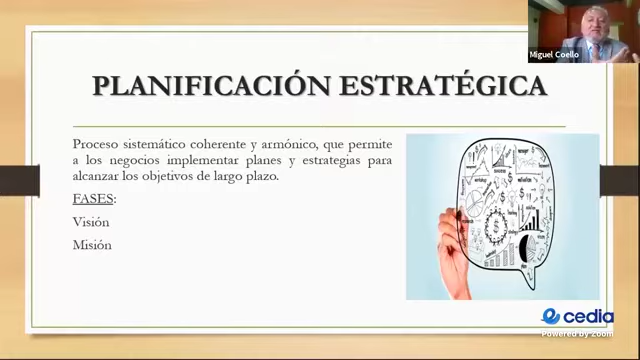 Miguel Coello
PLANIFICACIÓN ESTRATÉGICA
Proceso sistemático coherente y armónico, que permite
a los negocios implementar planes y estrategias para
alcanzar los objetivos de largo plazo.
FASES:
Visión
Misión
cedia
Powered by Zoom